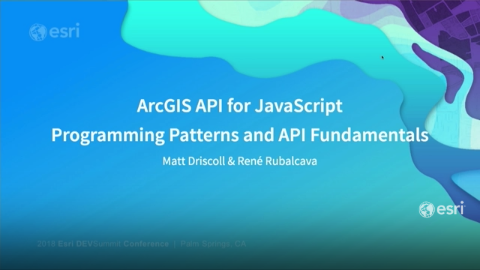 esri
ArcGIS API for JavaScript
Programming Patterns and API Fundamentals
Matt Driscoll & René Rubalcava
esri
Esri DEVSummit Conference | Palm Springs, CA